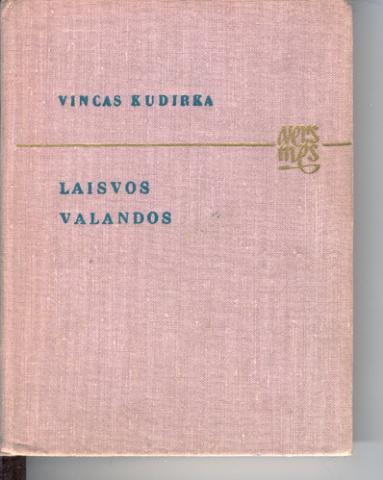 VINCAS KUDIRKA
vers
mės
LAISVOS
VALANDOS